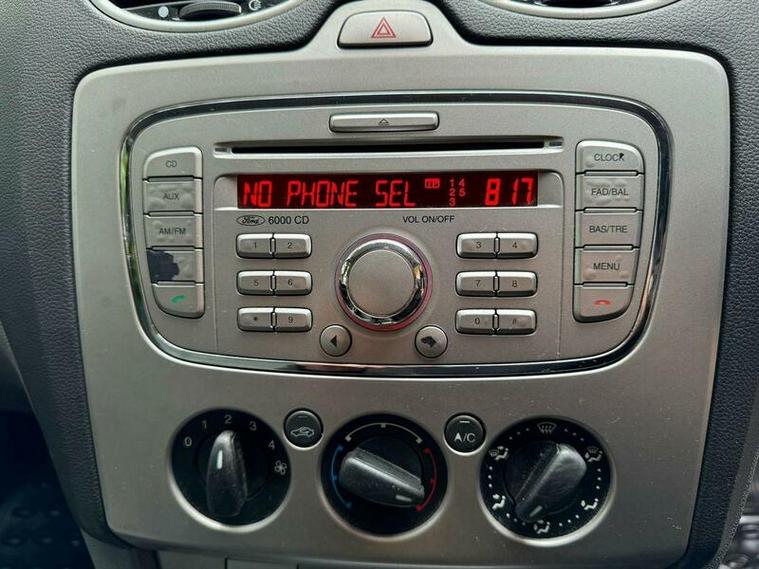 CD
CLOCK
NO PHONE SEL
1 4
2 5
3
8:17
AUX
FAD/BAL
Ford 6000 CD
VOL ON/OFF
AM/FM
BAS/TRE
1 2
3 4
MENU
5 6
7 8
* 9
0 #
0 1 2 3 4
A/C